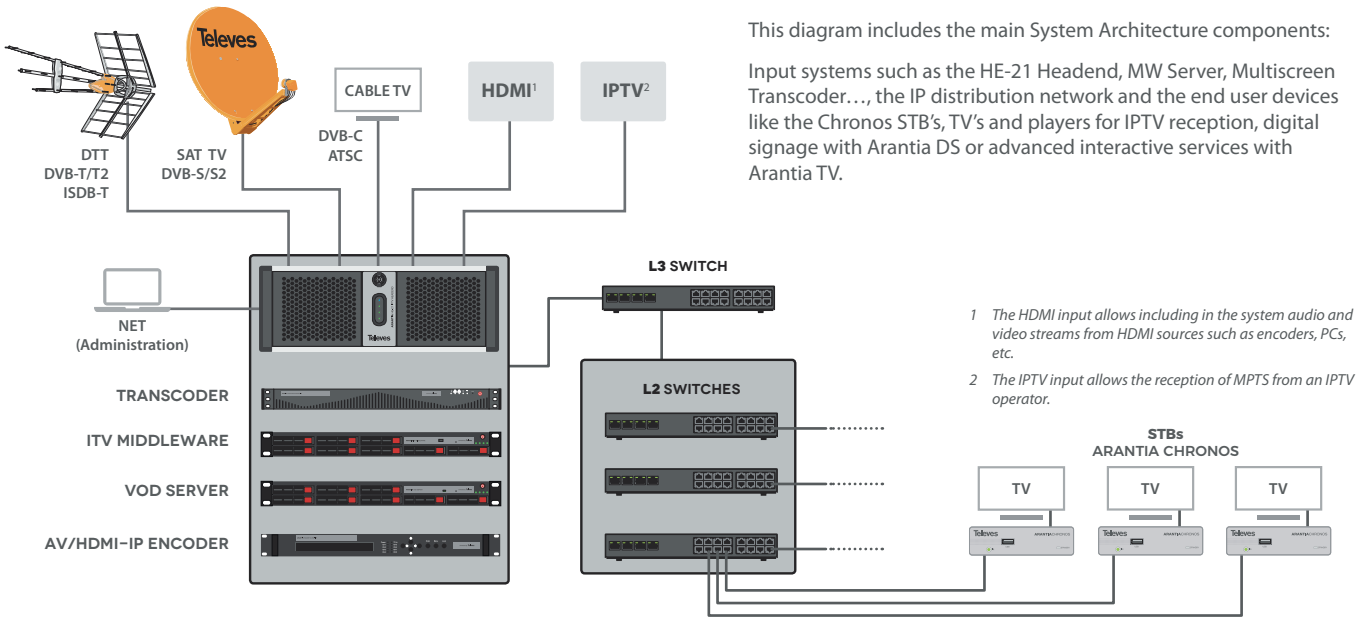 Televes
This diagram includes the main System Architecture components:
Input systems such as the HE-21 Headend, MW Server, Multiscreen
Transcoder…, the IP distribution network and the end user devices
like the Chronos STB's, TV's and players for IPTV reception, digital
signage with Arantia DS or advanced interactive services with
Arantia TV.
CABLE TV
HDMI1
IPTV2
DVB-C
ATSC
DTT
DVB-T/T2
ISDB-T
SAT TV
DVB-S/S2
NET
(Administration)
Televes
TRANSCODER
ITV MIDDLEWARE
VOD SERVER
AV/HDMI-IP ENCODER
L3 SWITCH
L2 SWITCHES
1 The HDMI input allows including in the system audio and
video streams from HDMI sources such as encoders, PCs,
etc.
2 The IPTV input allows the reception of MPTS from an IPTV
operator.
STBs
ARANTIA CHRONOS
TV
TV
TV
Televes ARANTIACHRONOS
Televes ARANTIACHRONOS
Televes ARANTIACHRONOS